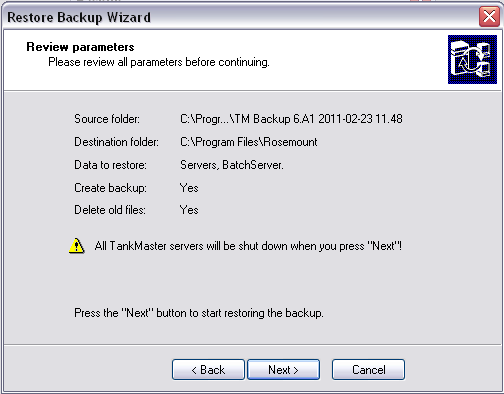 Restore Backup Wizard
Review parameters
Please review all parameters before continuing.
Source folder: C:\Progr...\TM Backup 6.A1 2011-02-23 11.48
Destination folder: C:\Program Files\Rosemount
Data to restore: Servers, BatchServer.
Create backup: Yes
Delete old files: Yes
All TankMaster servers will be shut down when you press "Next"!
Press the "Next" button to start restoring the backup.
< Back Next > Cancel